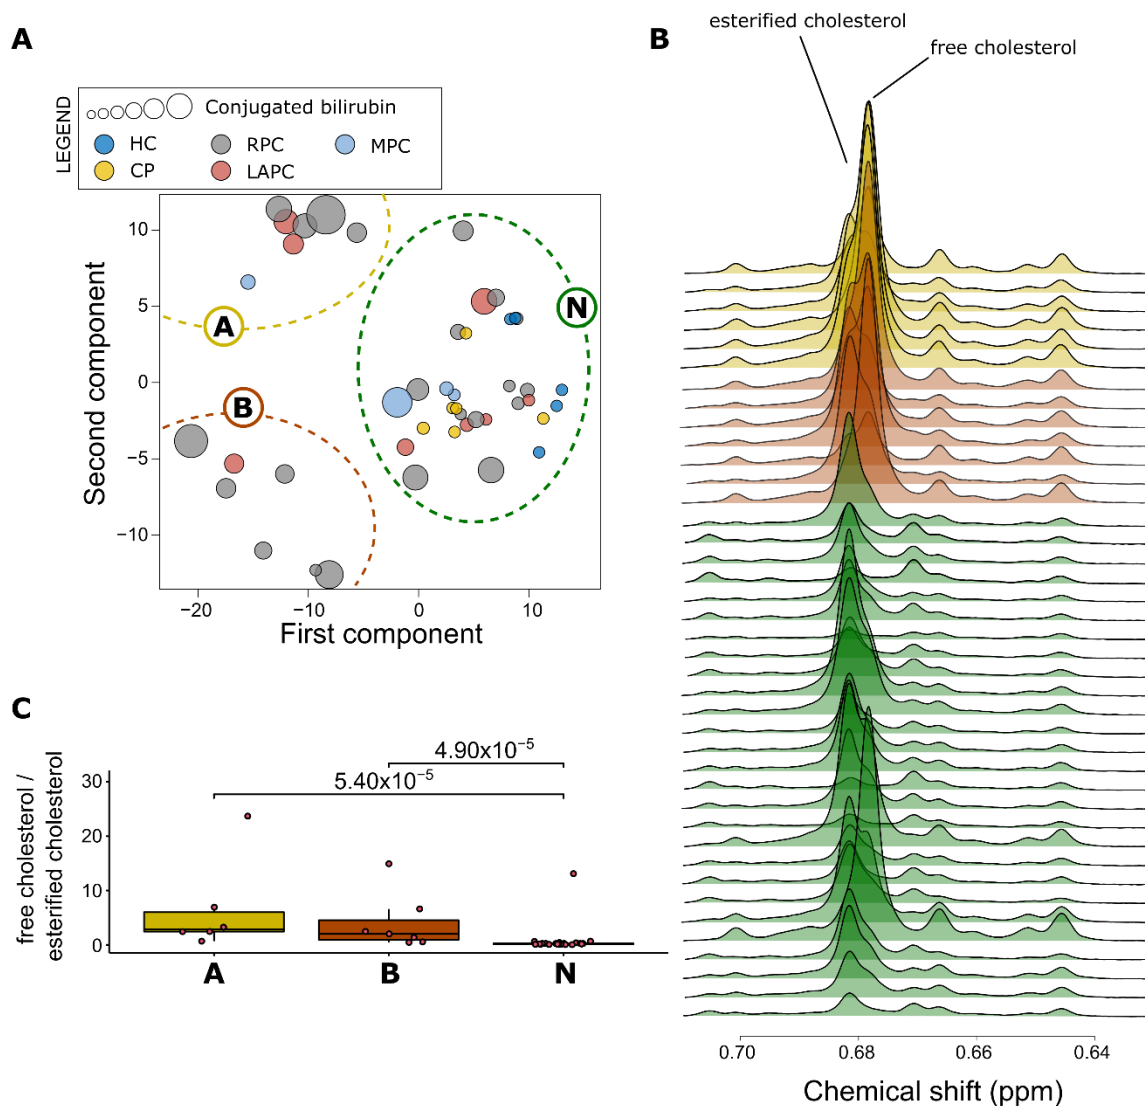 A
LEGEND
Conjugated bilirubin
HC
RPC
MPC
CP
LAPC
Second component
10
5
0
−5
−10
A
B
N
−20
−10
0
10
First component
B
esterified cholesterol
free cholesterol
0.70
0.68
0.66
0.64
Chemical shift (ppm)
C
free cholesterol /
esterified cholesterol
30
20
10
0
4.90x10⁻⁵
5.40x10⁻⁵
A
B
N